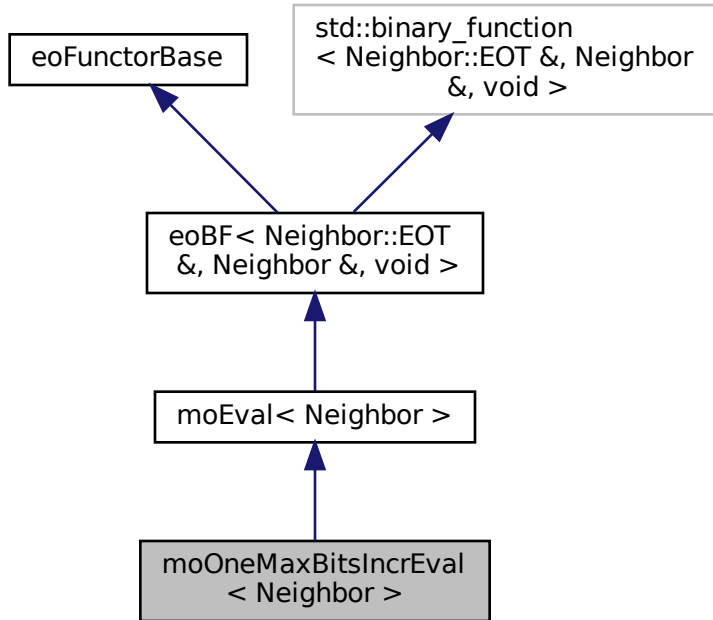 std::binary_function
< Neighbor::EOT &, Neighbor
&, void >
eoFunctorBase
eoBF< Neighbor::EOT
&, Neighbor &, void >
moEval< Neighbor >
moOneMaxBitsIncrEval
< Neighbor >